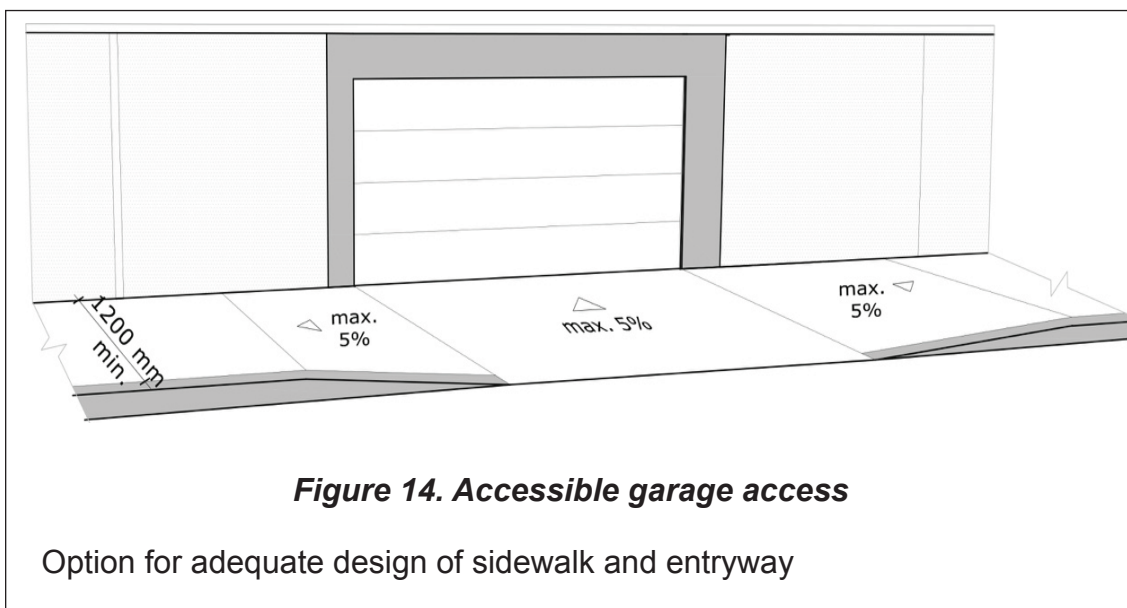 1200 mm
min.
max.
5%
max. 5%
max.
5%
Figure 14. Accessible garage access
Option for adequate design of sidewalk and entryway